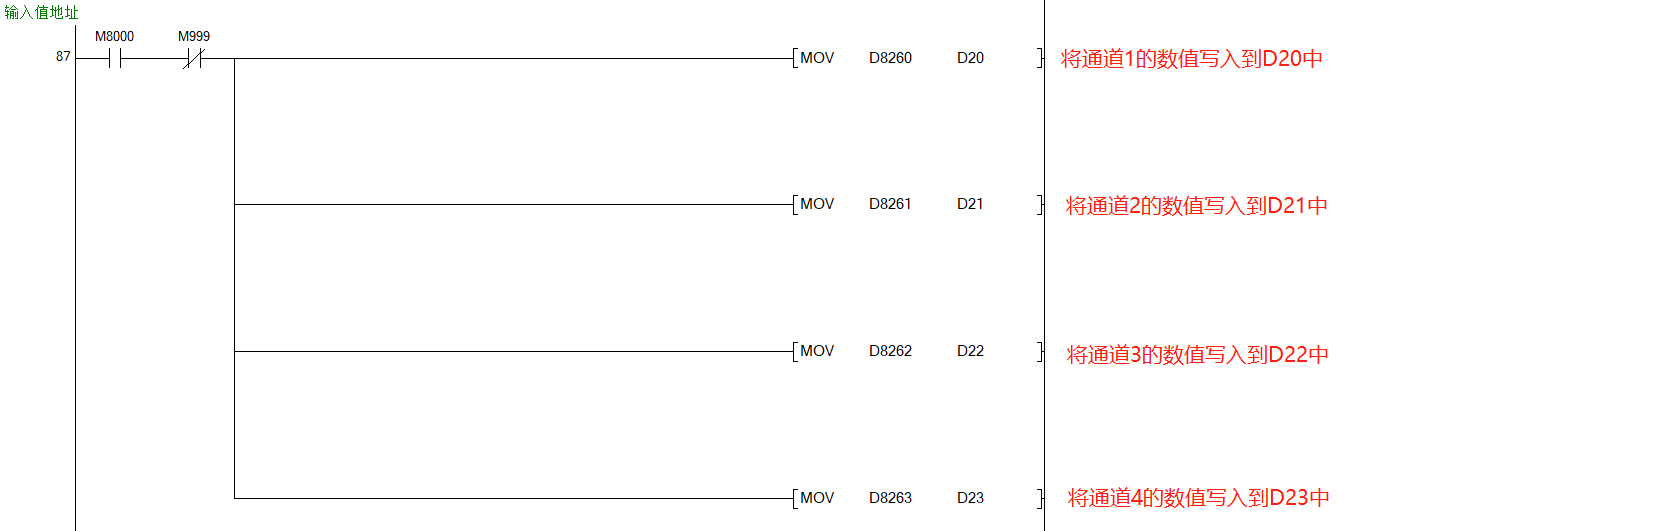 输入值地址
M8000 M999
87 MOV D8260 D20 将通道1的数值写入到D20中
MOV D8261 D21 将通道2的数值写入到D21中
MOV D8262 D22 将通道3的数值写入到D22中
MOV D8263 D23 将通道4的数值写入到D23中